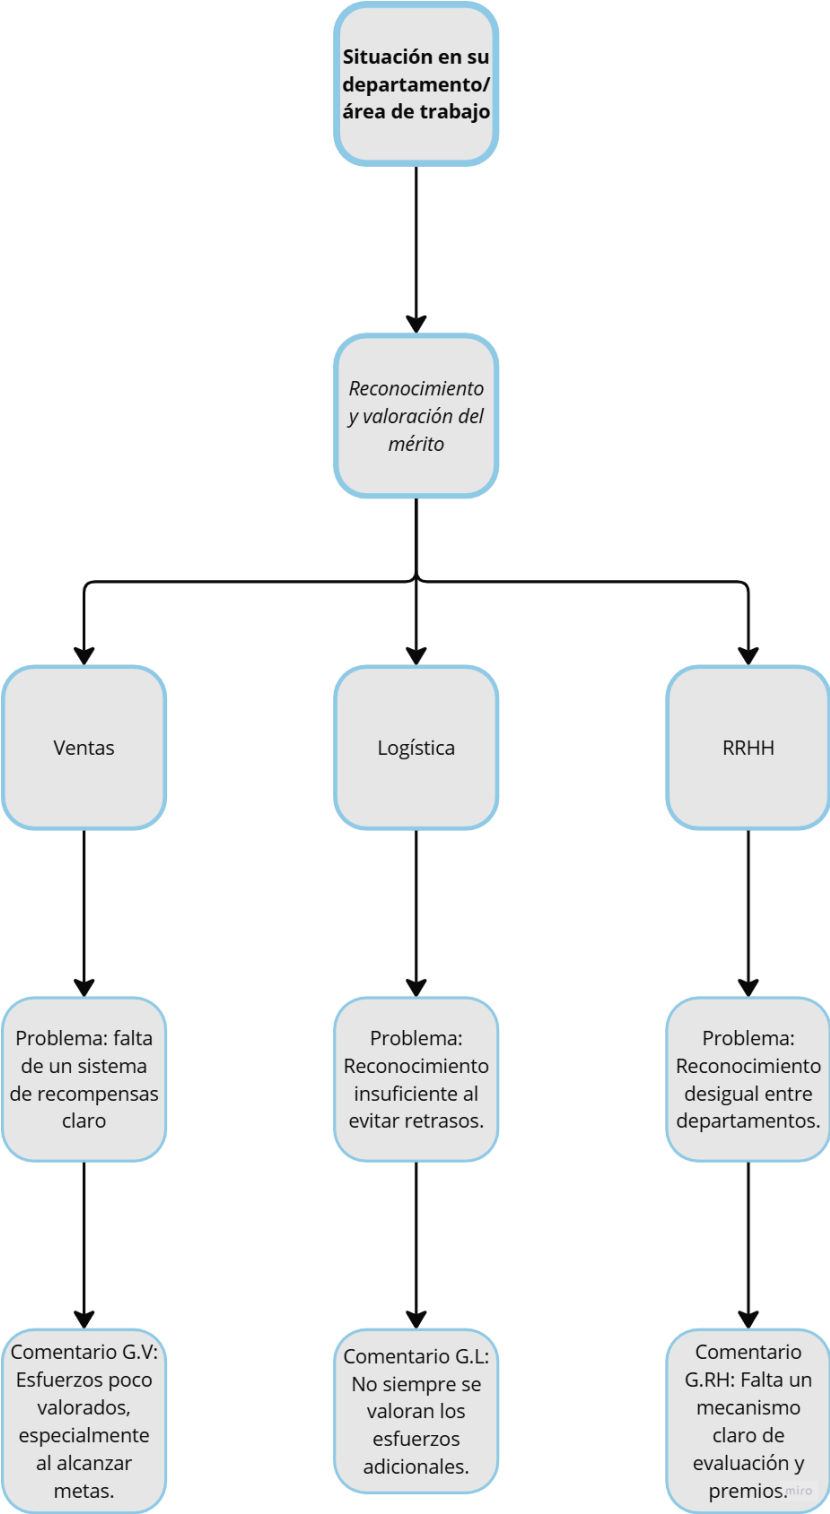 Situación en su
departamento/
área de trabajo
Reconocimiento
y valoración del
mérito
Ventas
Logística
RRHH
Problema: falta
de un sistema
de recompensas
claro
Problema:
Reconocimiento
insuficiente al
evitar retrasos.
Problema:
Reconocimiento
desigual entre
departamentos.
Comentario G.V:
Esfuerzos poco
valorados,
especialmente
al alcanzar
metas.
Comentario G.L:
No siempre se
valoran los
esfuerzos
adicionales.
Comentario
G.RH: Falta un
mecanismo
claro de
evaluación y
premios.
miro